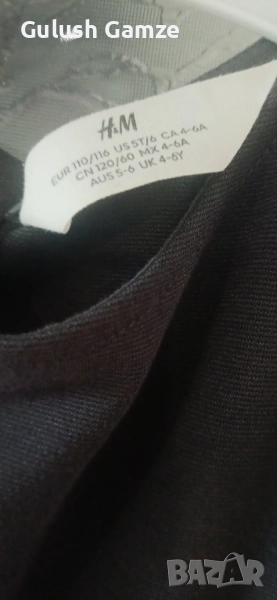 Gulush Gamze
H&M
EUR 110/116 US 5T/6 CA 4-6A
CN 120/60 MX 4-6A
AUS 5-6 UK 4-6Y
BAZAR